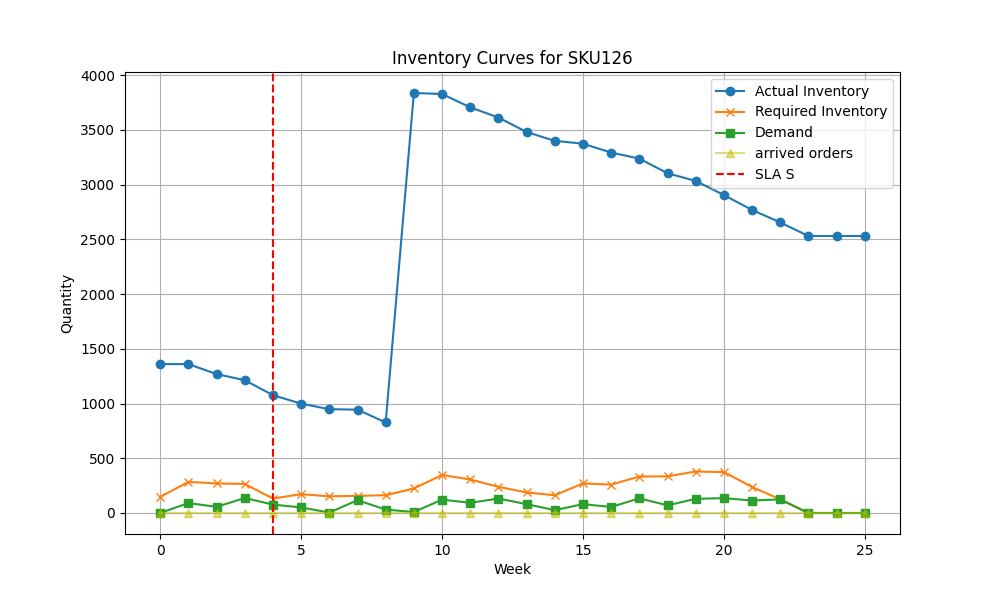 Inventory Curves for SKU126
4000
3500
3000
2500
2000
1500
1000
500
0
Quantity
0 5 10 15 20 25
Week
Actual Inventory
Required Inventory
Demand
arrived orders
SLA S